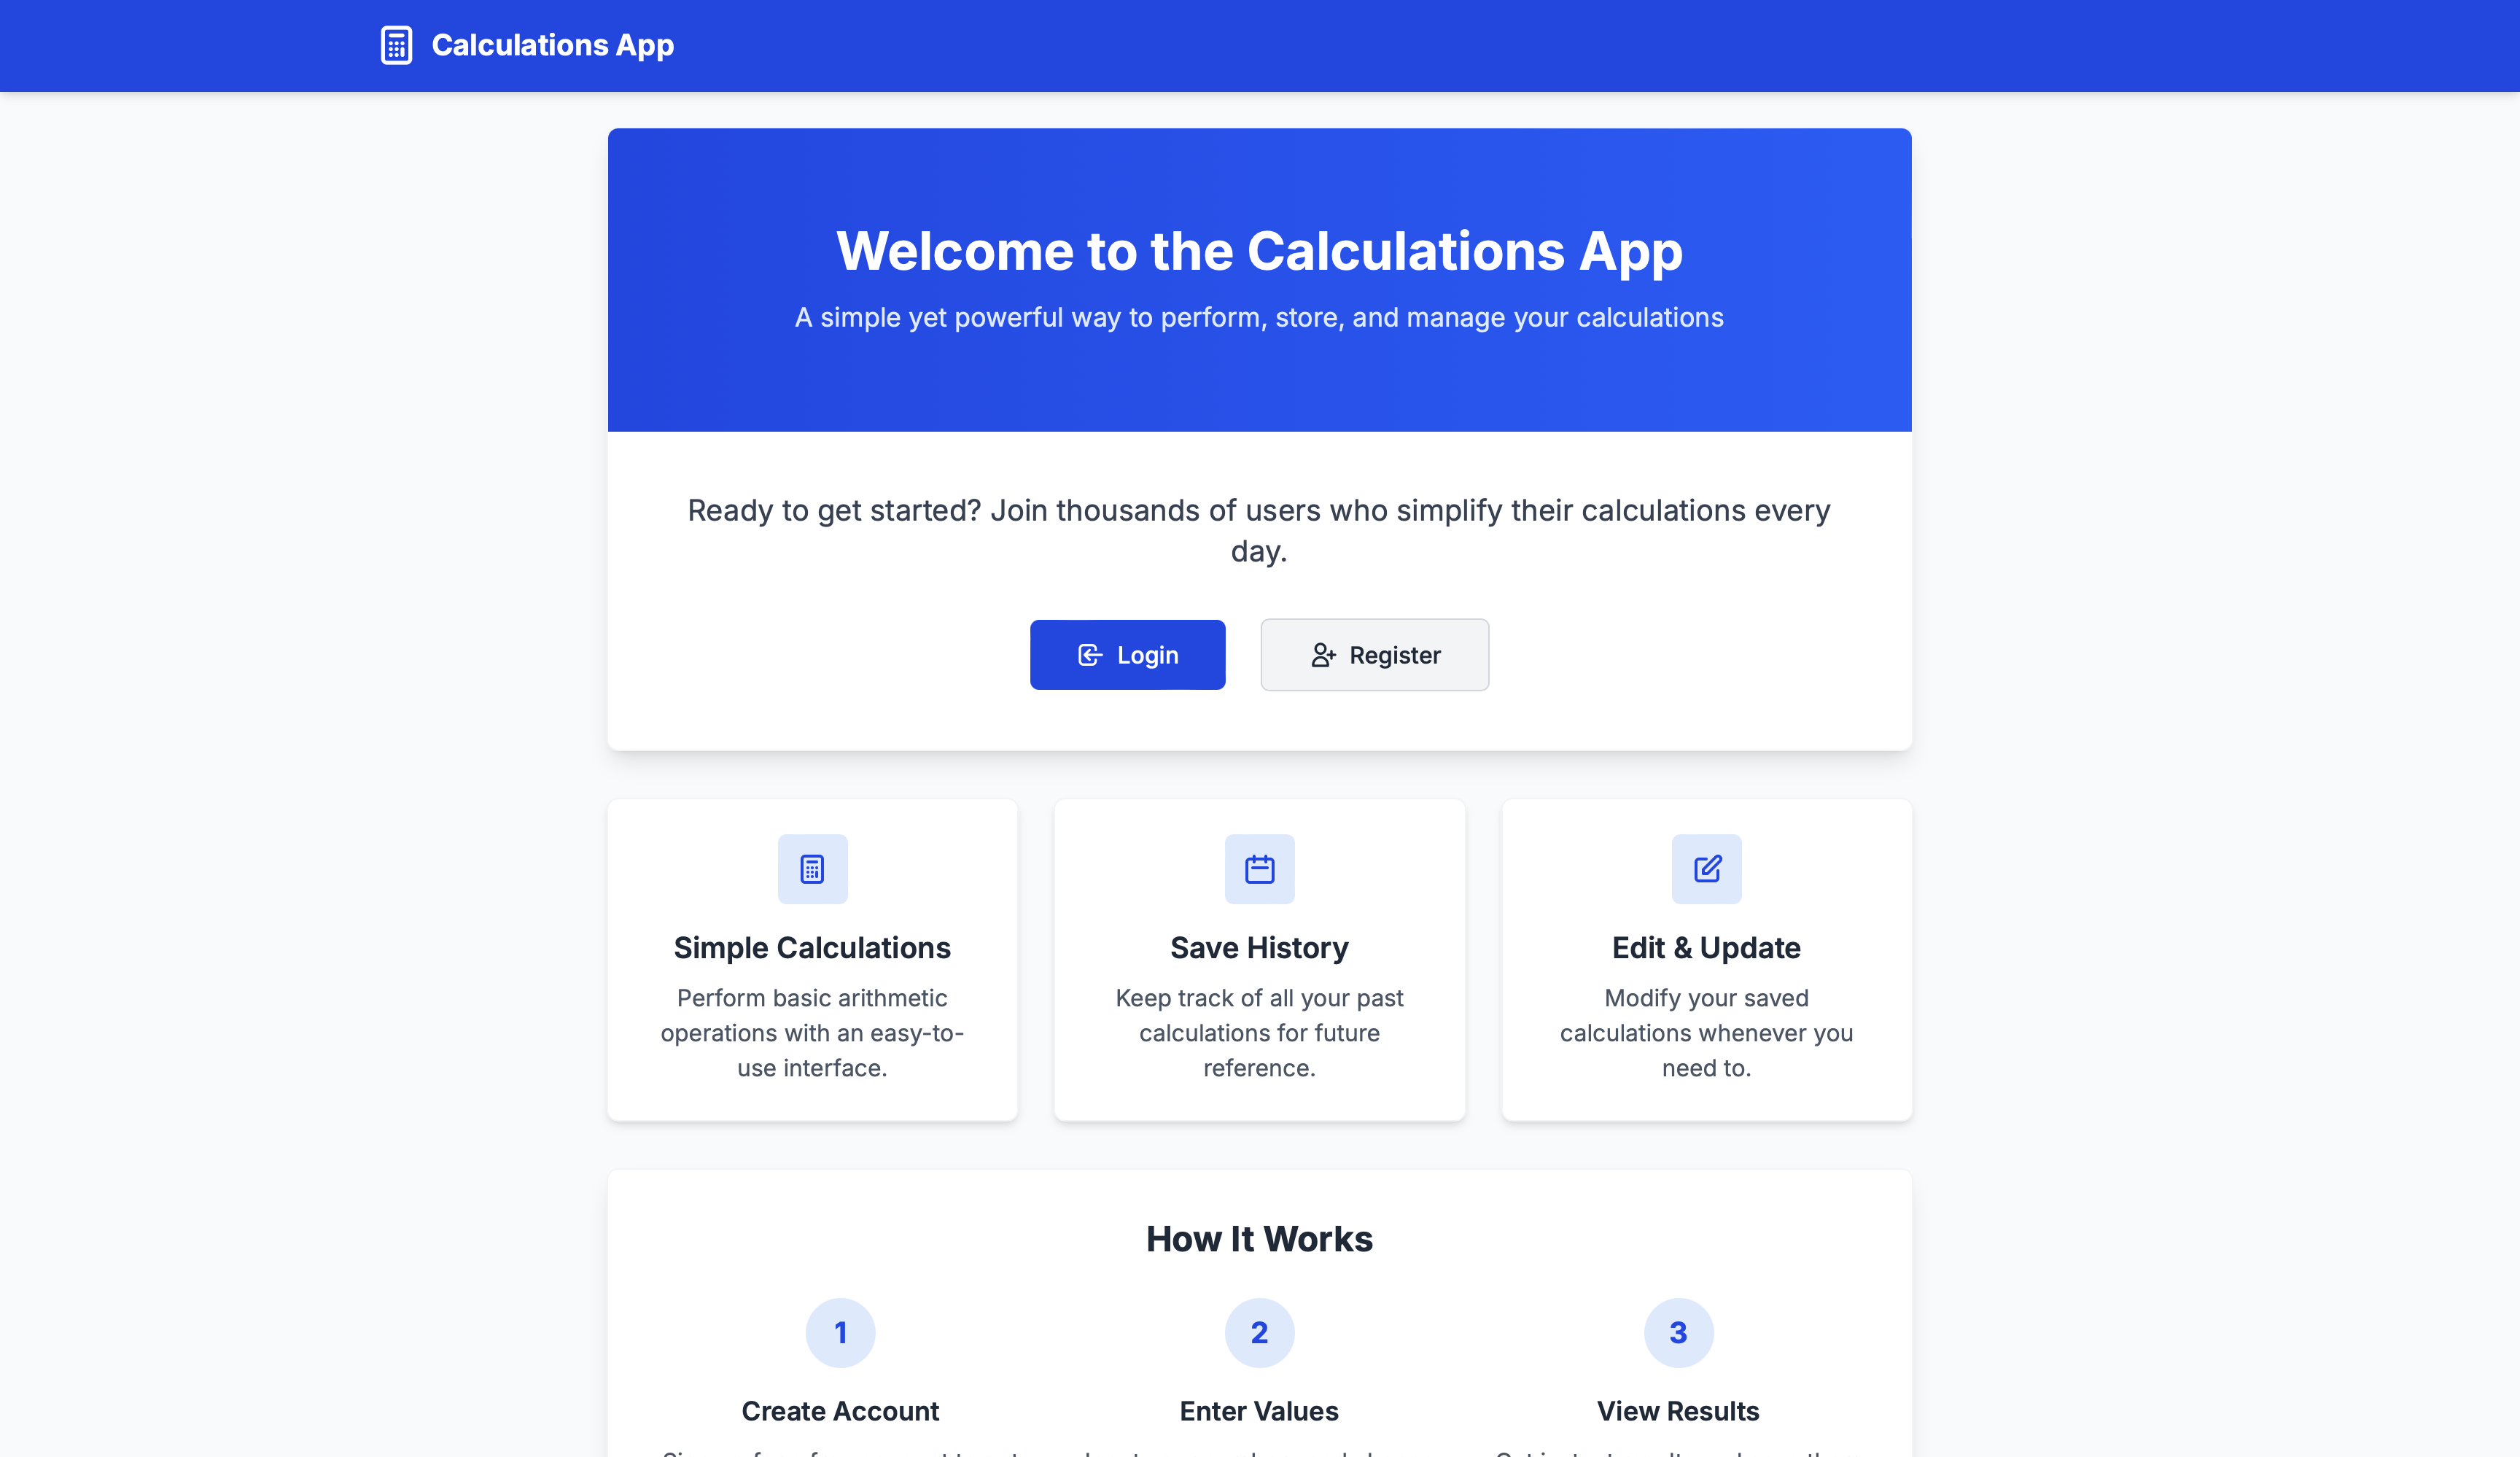 Calculations App
Welcome to the Calculations App
A simple yet powerful way to perform, store, and manage your calculations
Ready to get started? Join thousands of users who simplify their calculations every
day.
Login
Register
Simple Calculations
Perform basic arithmetic
operations with an easy-to-
use interface.
Save History
Keep track of all your past
calculations for future
reference.
Edit & Update
Modify your saved
calculations whenever you
need to.
How It Works
1
2
3
Create Account
Enter Values
View Results